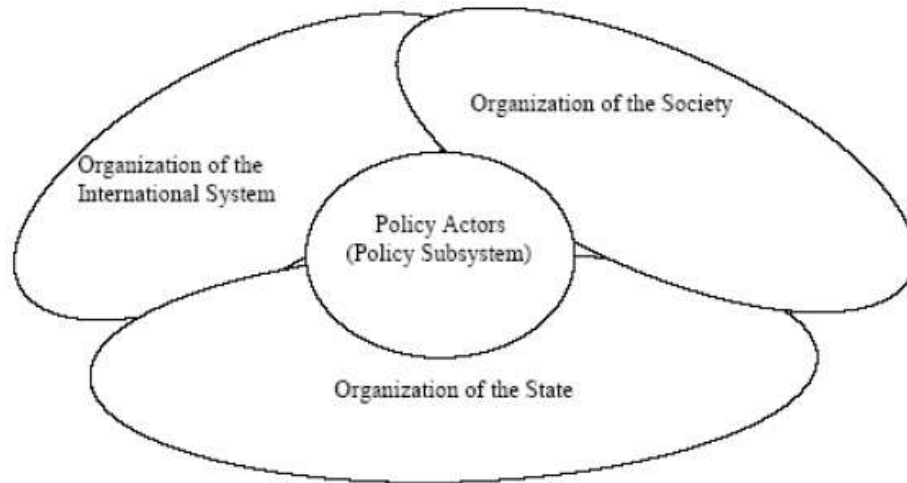 Organization of the Society
Organization of the
International System
Policy Actors
(Policy Subsystem)
Organization of the State